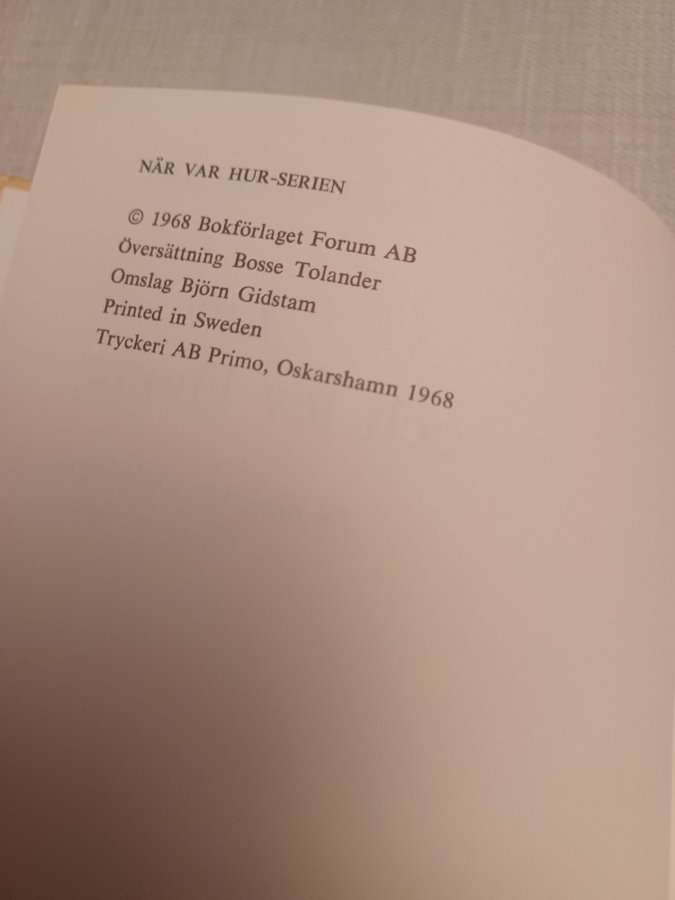 NÄR VAR HUR-SERIEN
© 1968 Bokförlaget Forum AB
Översättning Bosse Tolander
Omslag Björn Gidstam
Printed in Sweden
Tryckeri AB Primo, Oskarshamn 1968